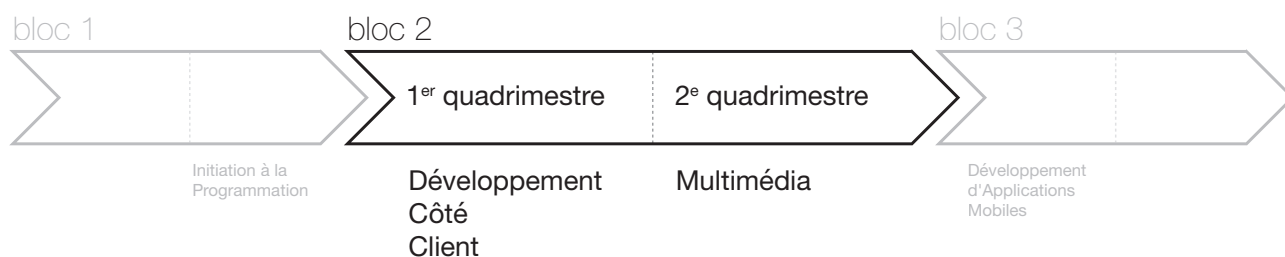 bloc 1
bloc 2
bloc 3
1er quadrimestre
2e quadrimestre
Initiation à la
Programmation
Développement
Côté
Client
Multimédia
Développement
d'Applications
Mobiles